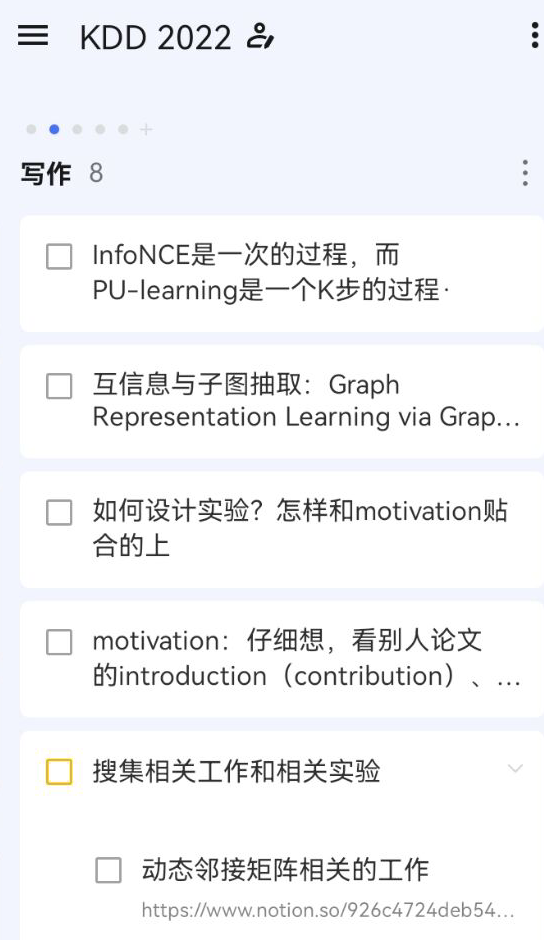 KDD 2022
写作 8
InfoNCE是一次的过程，而
PU-learning是一个K步的过程·
互信息与子图抽取：Graph
Representation Learning via Grap...
如何设计实验？怎样和motivation贴
合的上
motivation：仔细想，看别人论文
的introduction（contribution）、...
搜集相关工作和相关实验
动态邻接矩阵相关的工作
https://www.notion.so/926c4724deb54...